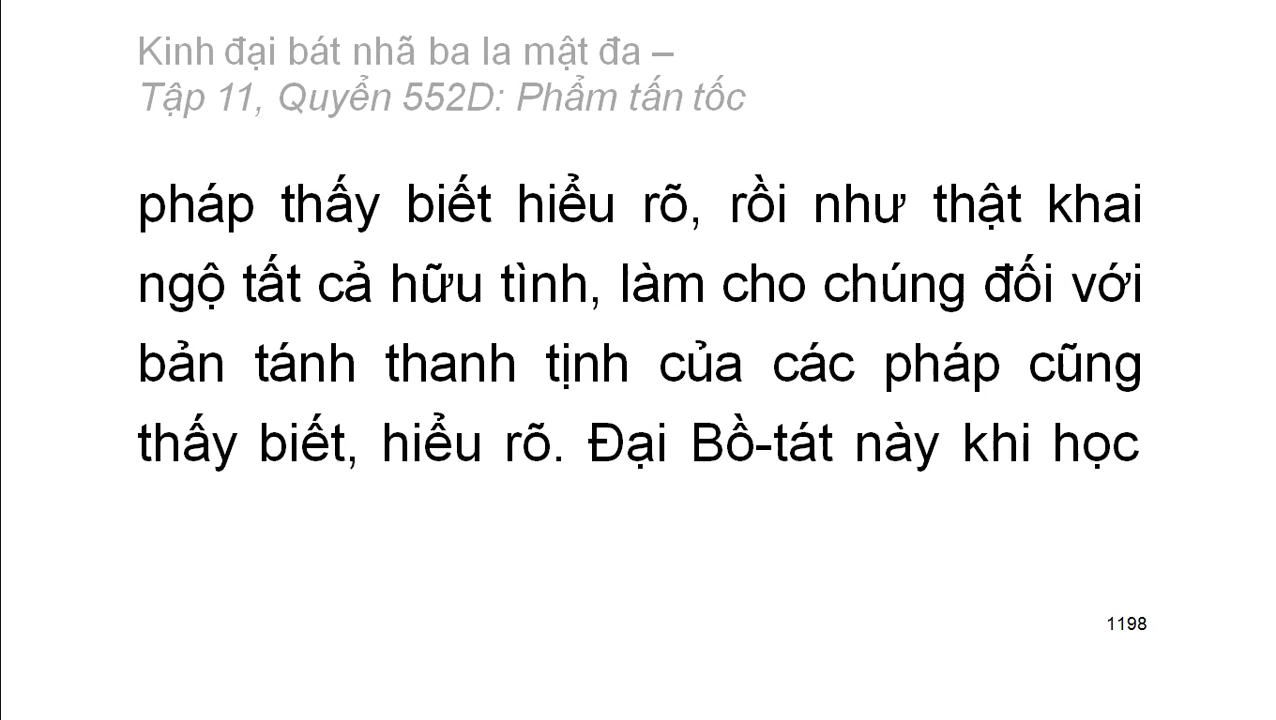 Kinh đại bát nhã ba la mật đa –
Tập 11, Quyển 552D: Phẩm tấn tốc
pháp thấy biết hiểu rõ, rồi như thật khai
ngộ tất cả hữu tình, làm cho chúng đối với
bản tánh thanh tịnh của các pháp cũng
thấy biết, hiểu rõ. Đại Bồ-tát này khi học
1198